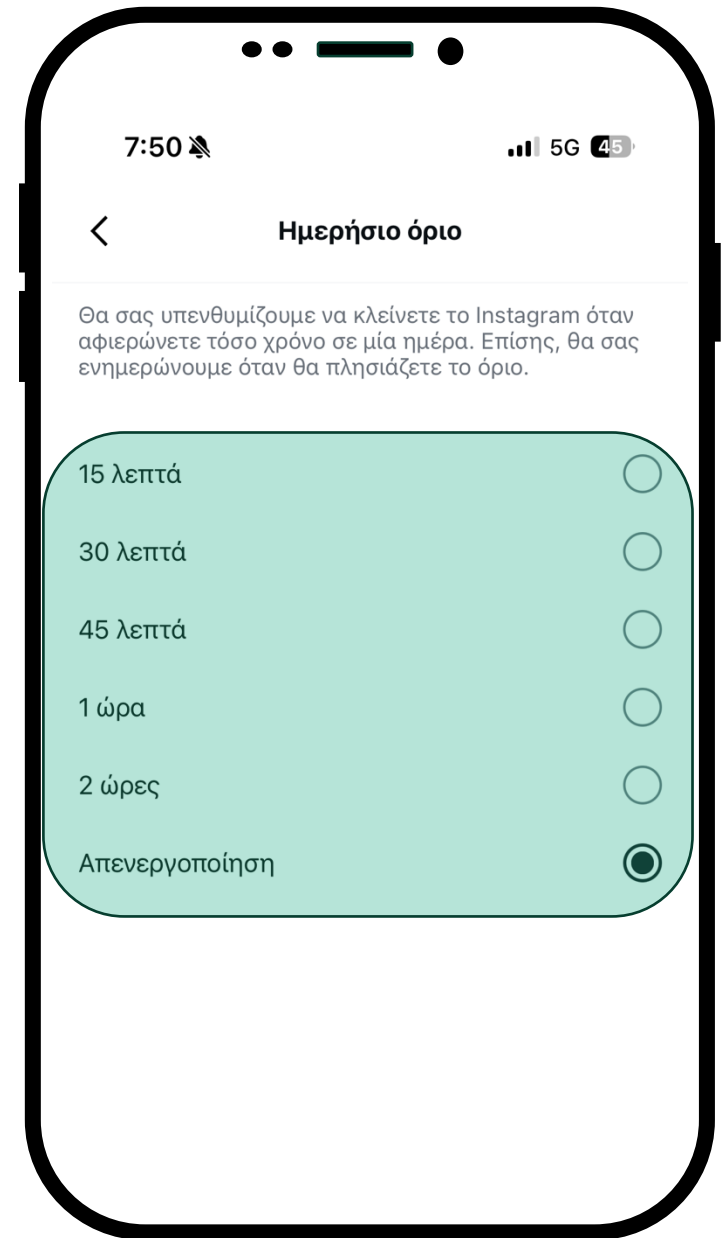 7:50
5G 45
Ημερήσιο όριο
Θα σας υπενθυμίζουμε να κλείνετε το Instagram όταν
αφιερώνετε τόσο χρόνο σε μία ημέρα. Επίσης, θα σας
ενημερώνουμε όταν θα πλησιάζετε το όριο.
15 λεπτά
30 λεπτά
45 λεπτά
1 ώρα
2 ώρες
Απενεργοποίηση